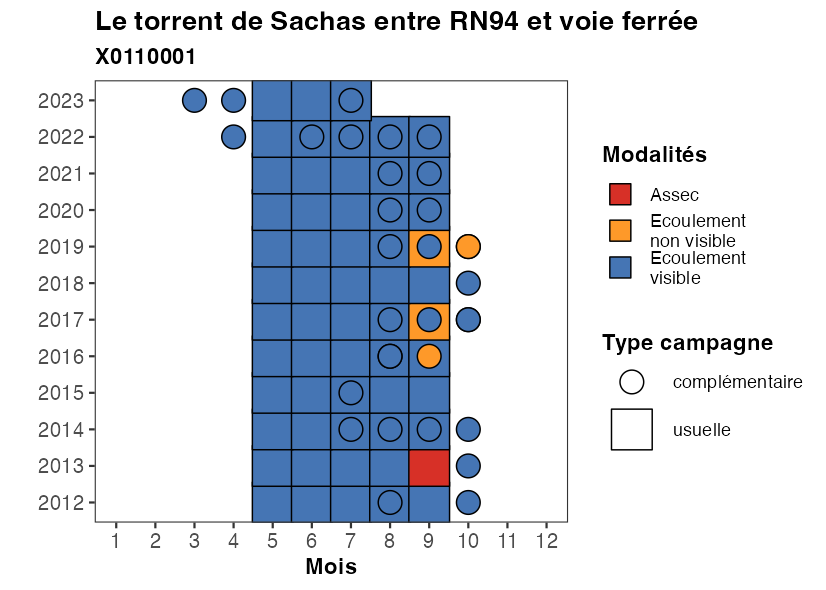 Le torrent de Sachas entre RN94 et voie ferrée
X0110001
2023
2022
2021
2020
2019
2018
2017
2016
2015
2014
2013
2012
1 2 3 4 5 6 7 8 9 10 11 12
Mois
Modalités
Assec
Ecoulement
non visible
Ecoulement
visible
Type campagne
complémentaire
usuelle